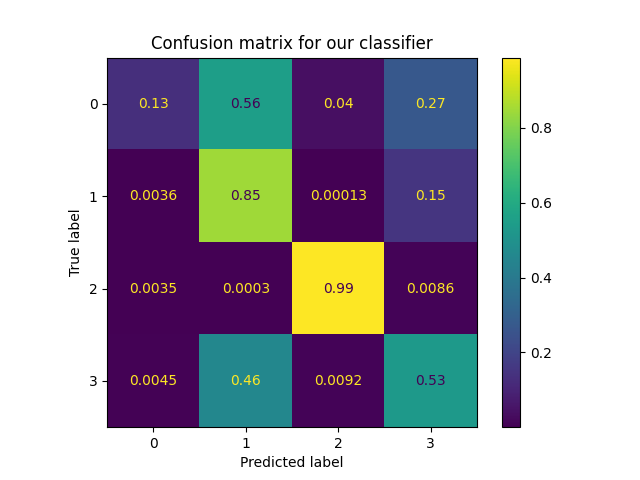 Confusion matrix for our classifier
0 0.13 0.56 0.04 0.27
1 0.0036 0.85 0.00013 0.15
2 0.0035 0.0003 0.99 0.0086
3 0.0045 0.46 0.0092 0.53
0 1 2 3
True label
Predicted label
0.8
0.6
0.4
0.2